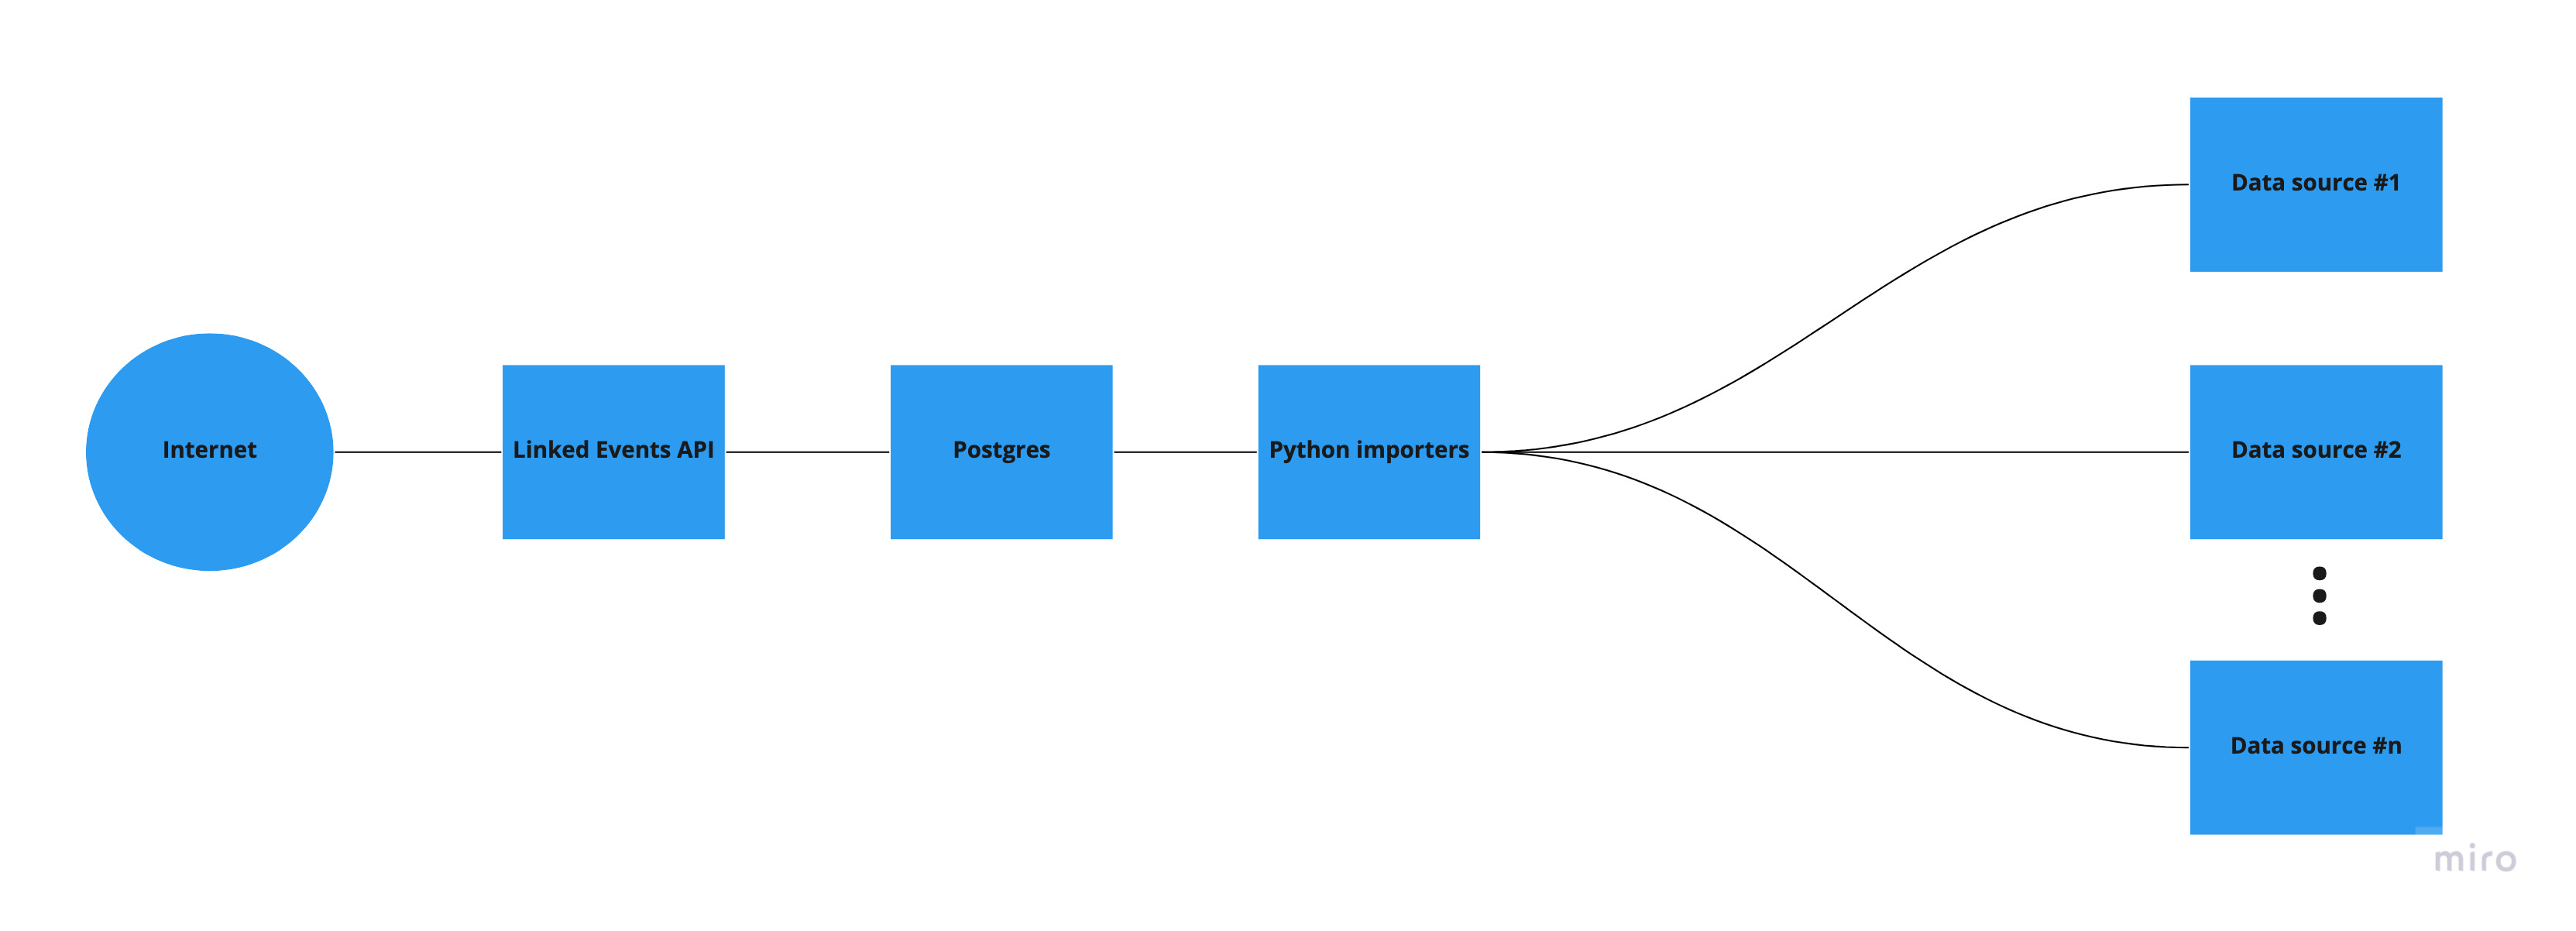 Data source #1
Internet
Linked Events API
Postgres
Python importers
Data source #2
Data source #n
miro